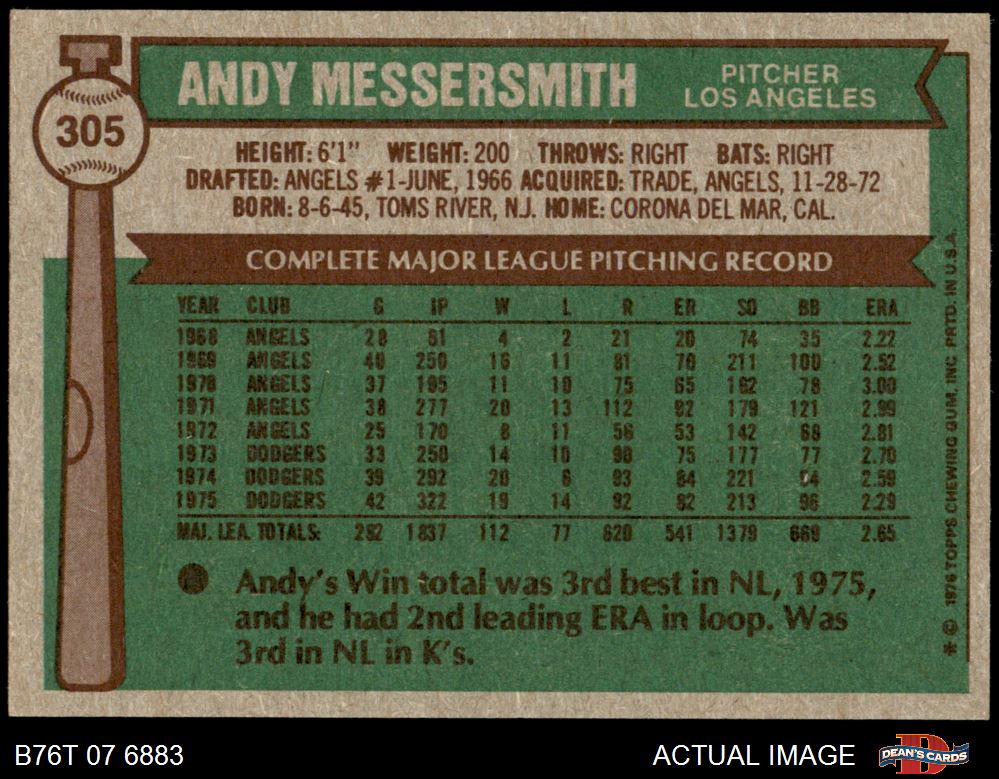 305
ANDY MESSERSMITH
PITCHER
LOS ANGELES
HEIGHT: 6'1" WEIGHT: 200 THROWS: RIGHT BATS: RIGHT
DRAFTED: ANGELS #1-JUNE, 1966 ACQUIRED: TRADE, ANGELS, 11-28-72
BORN: 8-6-45, TOMS RIVER, N.J. HOME: CORONA DEL MAR, CAL.
COMPLETE MAJOR LEAGUE PITCHING RECORD
YEAR CLUB G IP W L R ER SO BB ERA
1968 ANGELS 28 81 4 2 21 20 74 35 2.22
1969 ANGELS 40 250 16 11 81 70 211 100 2.52
1970 ANGELS 37 195 11 10 75 65 162 78 3.00
1971 ANGELS 38 277 20 13 112 92 179 121 2.99
1972 ANGELS 25 170 8 11 56 53 142 68 2.81
1973 DODGERS 33 250 14 10 90 75 177 77 2.70
1974 DODGERS 39 292 20 6 93 84 221 94 2.59
1975 DODGERS 42 322 19 14 92 82 213 96 2.29
MAJ. LEA. TOTALS: 282 1837 112 77 620 541 1379 669 2.65
Andy's Win total was 3rd best in NL, 1975,
and he had 2nd leading ERA in loop. Was
3rd in NL in K's.
* © 1976 TOPPS CHEWING GUM, INC. PRTD. IN U.S.A.
B76T 07 6883
ACTUAL IMAGE
DEAN'S CARDS